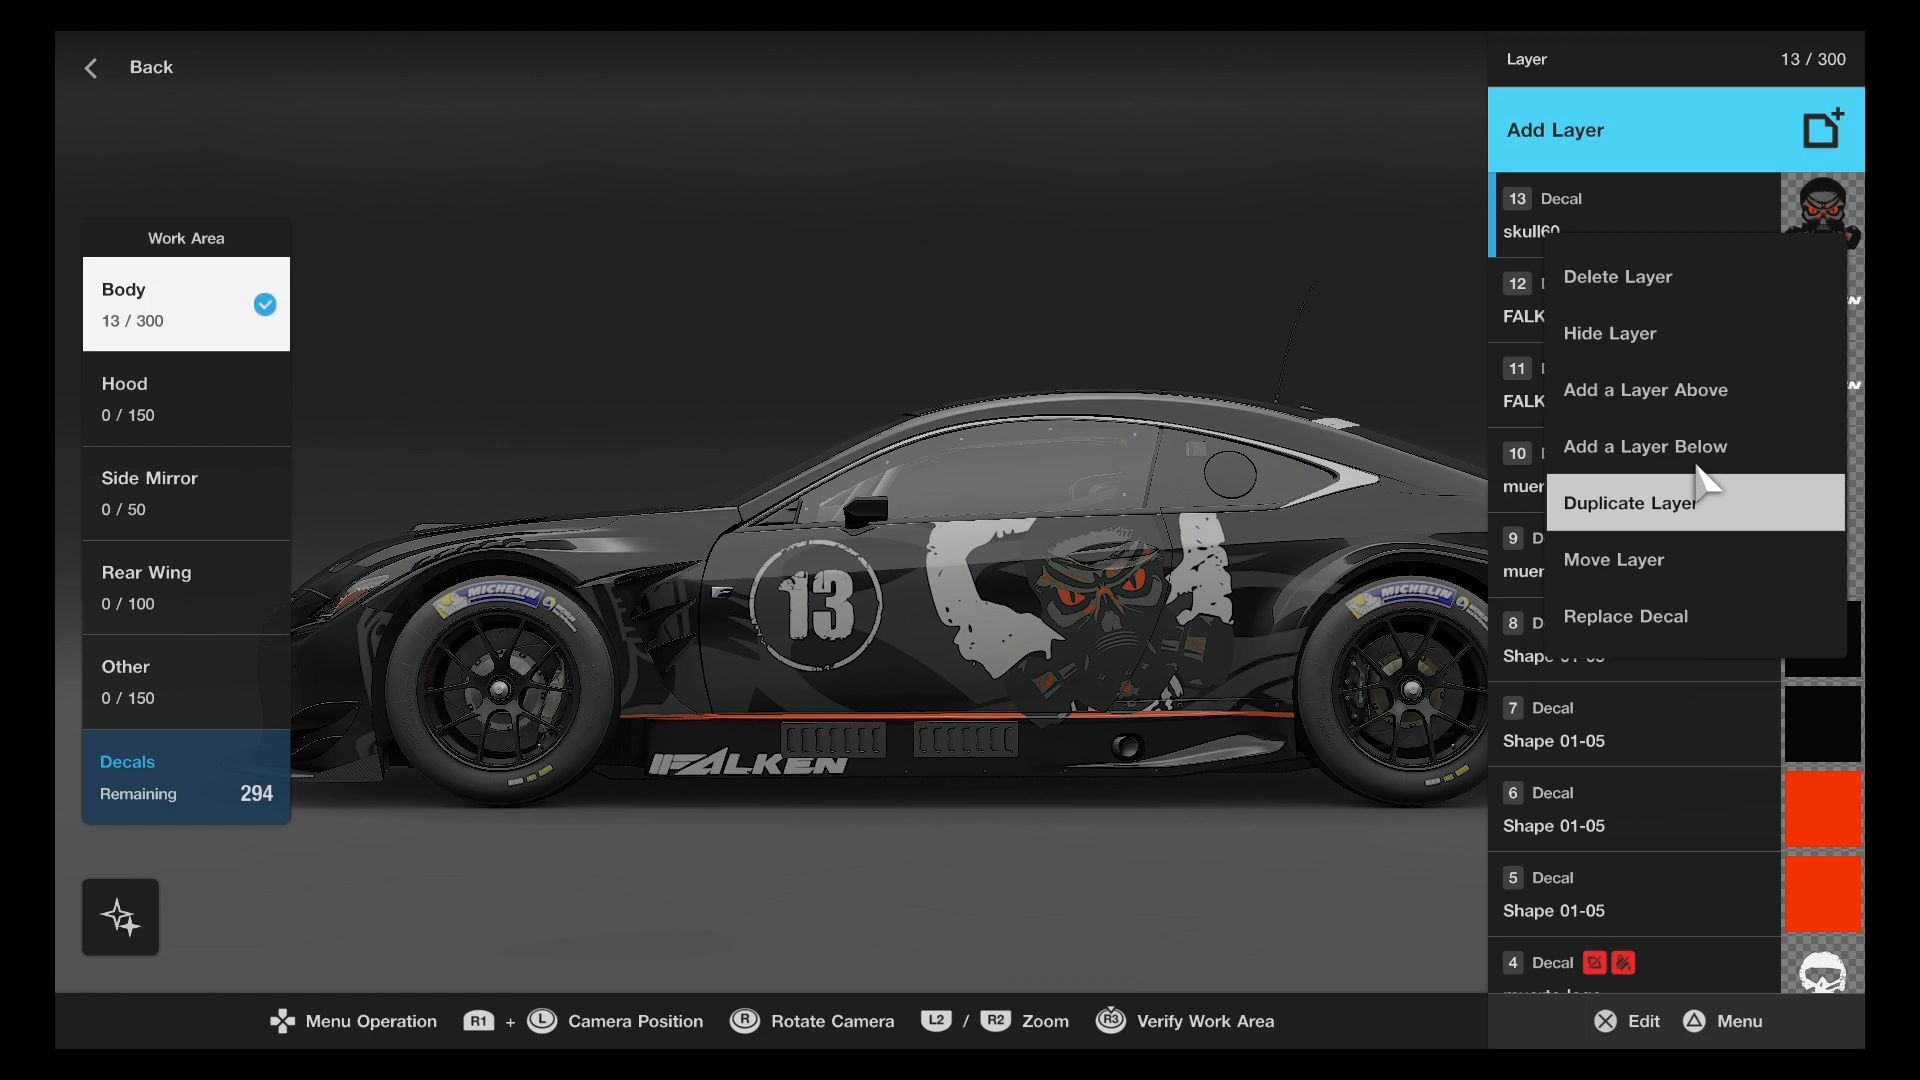 Back
Layer 13 / 300
Add Layer
13 Decal
skull60
12
FALK
11
FALK
10
muer
9
muer
8
Shape
7 Decal
Shape 01-05
6 Decal
Shape 01-05
5 Decal
Shape 01-05
4 Decal
Delete Layer
Hide Layer
Add a Layer Above
Add a Layer Below
Duplicate Layer
Move Layer
Replace Decal
Work Area
Body
13 / 300
Hood
0 / 150
Side Mirror
0 / 50
Rear Wing
0 / 100
Other
0 / 150
Decals
Remaining 294
MICHELIN
MICHELIN
13
FALKEN
Menu Operation R1 + L Camera Position R Rotate Camera L2 / R2 Zoom R3 Verify Work Area
Edit Menu